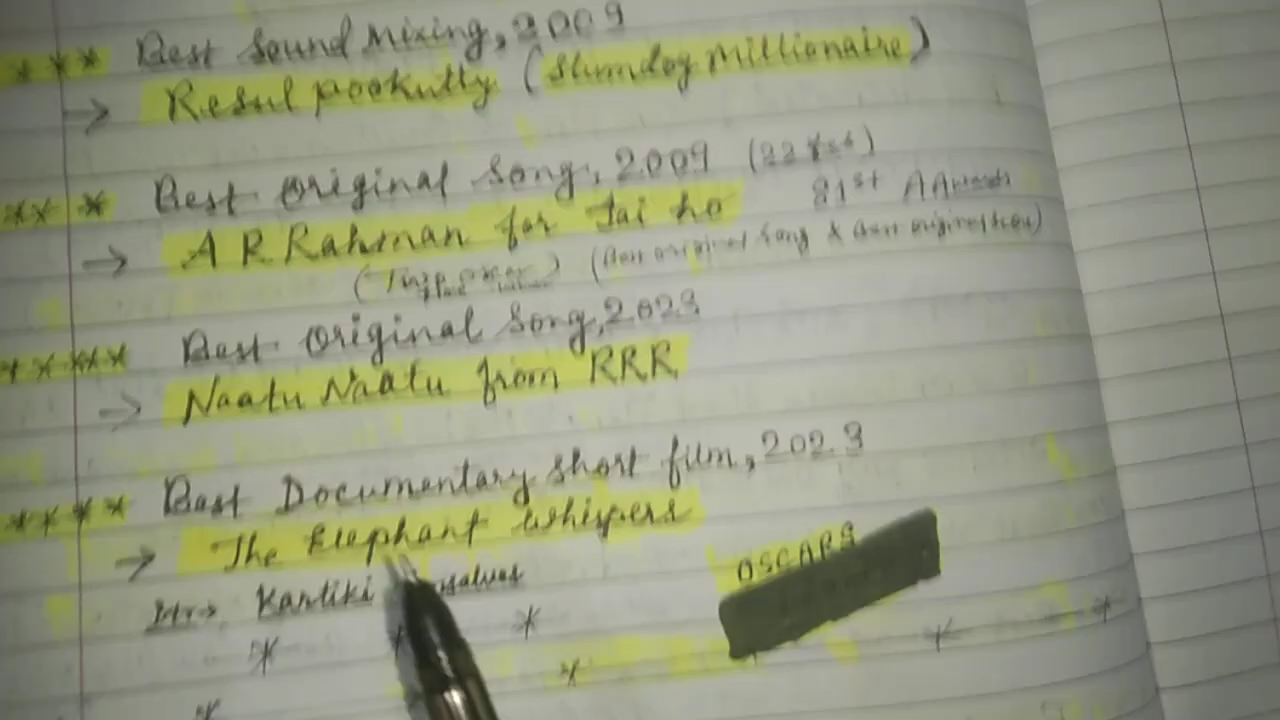 *** Best Sound Mixing, 2009
→ Resul pookutty (Slumdog Millionaire)
*** Best Original Song, 2009
81st AAwards
→ A R Rahman for Jai ho
**** Best Original Song, 2023
→ Naatu Naatu from RRR
**** Best Documentary short film, 2023
→ The Elephant Whispers
Kartiki
OSCARS